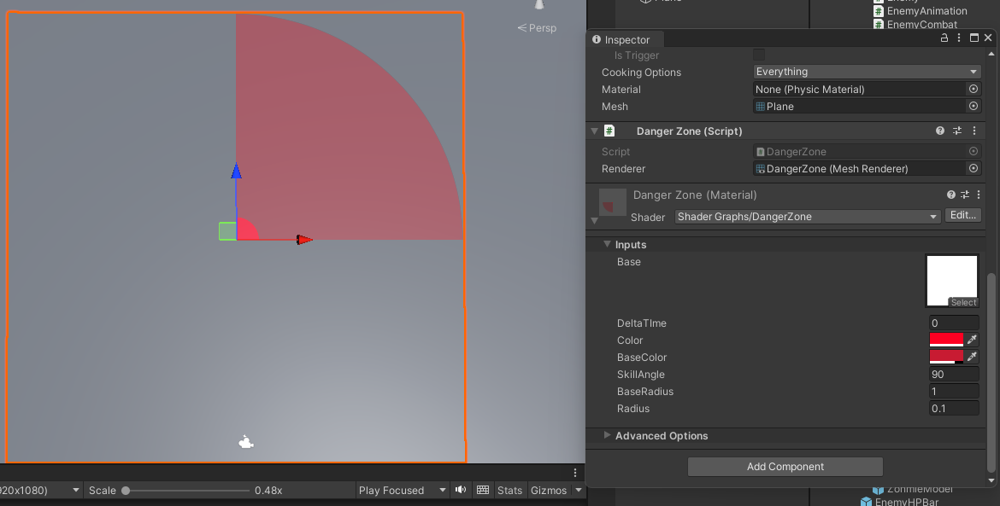 Persp
EnemyAnimation
EnemyCombat
Inspector
Is Trigger
Cooking Options
Everything
Material
None (Physic Material)
Mesh
Plane
# Danger Zone (Script)
Script
DangerZone
Renderer
DangerZone (Mesh Renderer)
Danger Zone (Material)
Shader
Shader Graphs/DangerZone
Edit...
Inputs
Base
Select
DeltaTIme
0
Color
BaseColor
SkillAngle
90
BaseRadius
1
Radius
0.1
Advanced Options
Add Component
920x1080)
Scale
0.48x
Play Focused
Stats
Gizmos
ZombieModel
EnemyHPBar